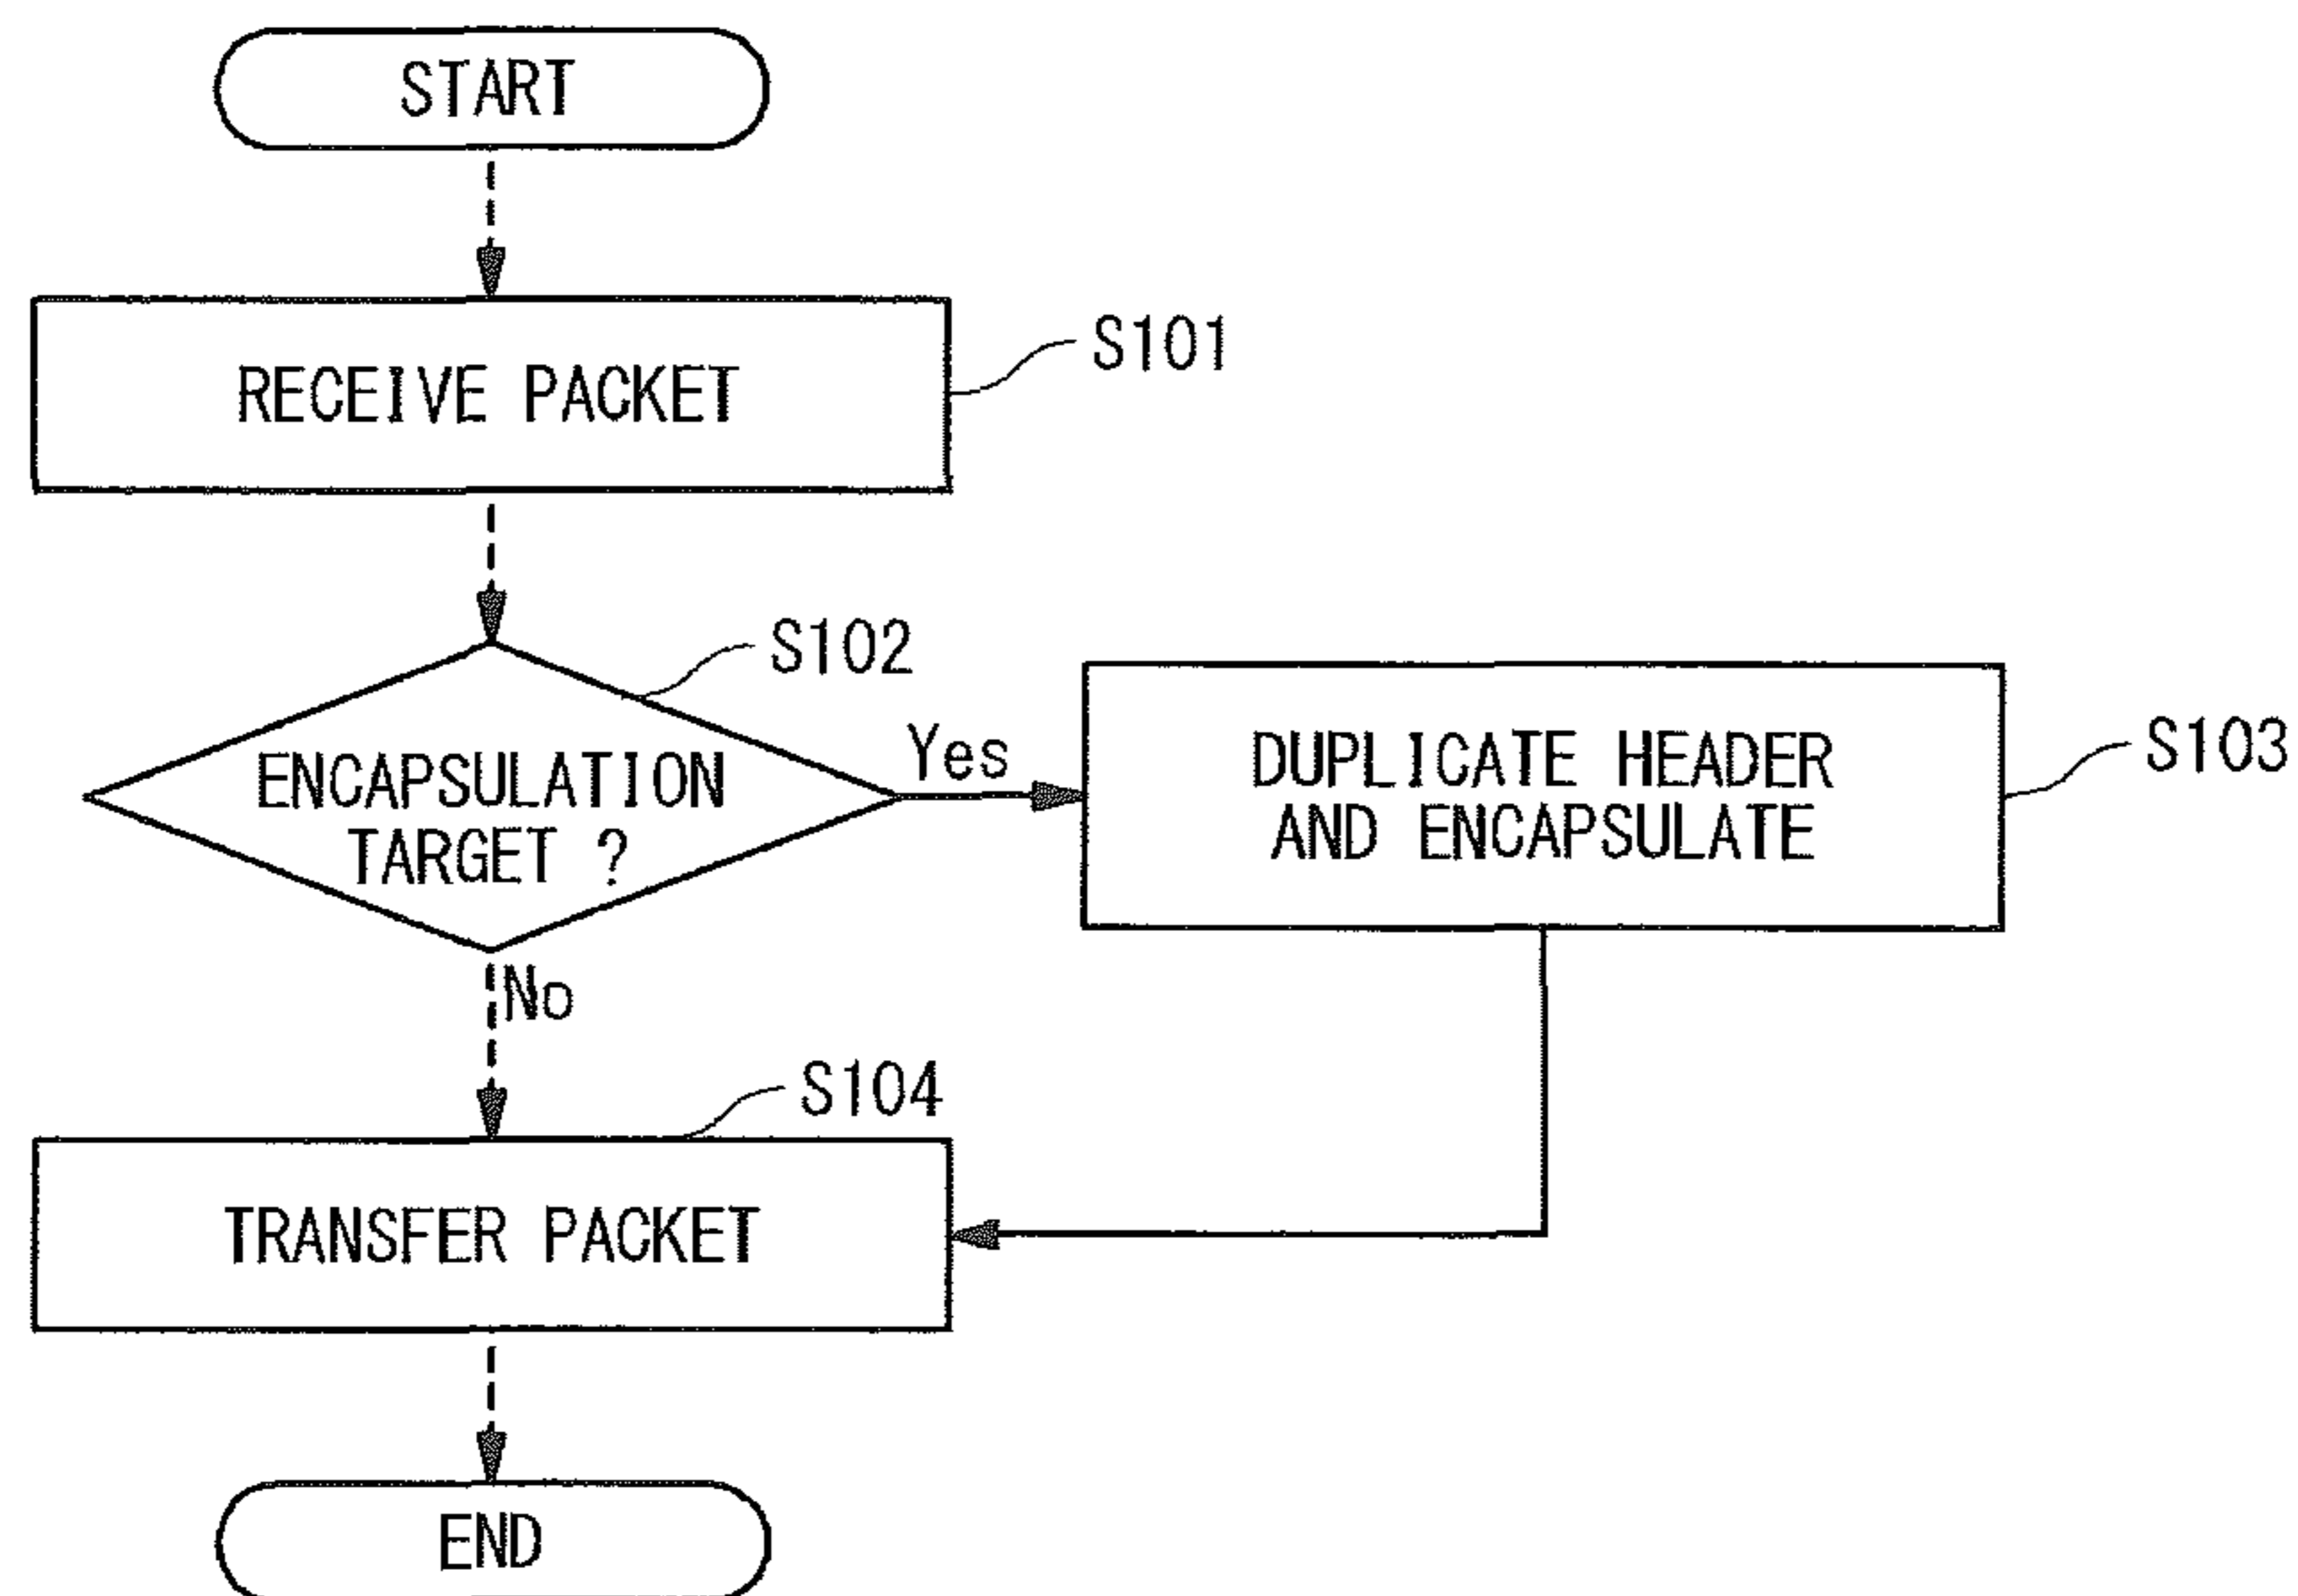 START
RECEIVE PACKET
S101
S102
ENCAPSULATION
TARGET ?
Yes
DUPLICATE HEADER
AND ENCAPSULATE
S103
No
S104
TRANSFER PACKET
END